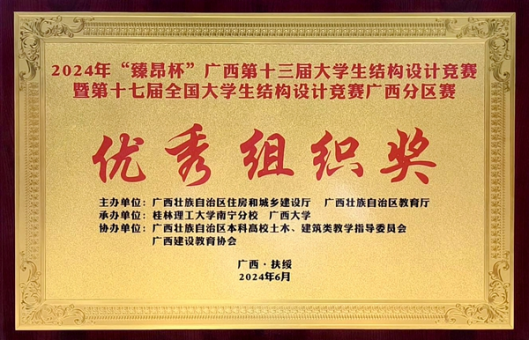 2024年“臻昂杯”广西第十三届大学生结构设计竞赛
暨第十七届全国大学生结构设计竞赛广西分区赛
优秀组织奖
主办单位：广西壮族自治区住房和城乡建设厅 广西壮族自治区教育厅
承办单位：桂林理工大学南宁分校 广西大学
协办单位：广西壮族自治区本科高校土木、建筑类教学指导委员会
广西建设教育协会
广西·扶绥
2024年6月